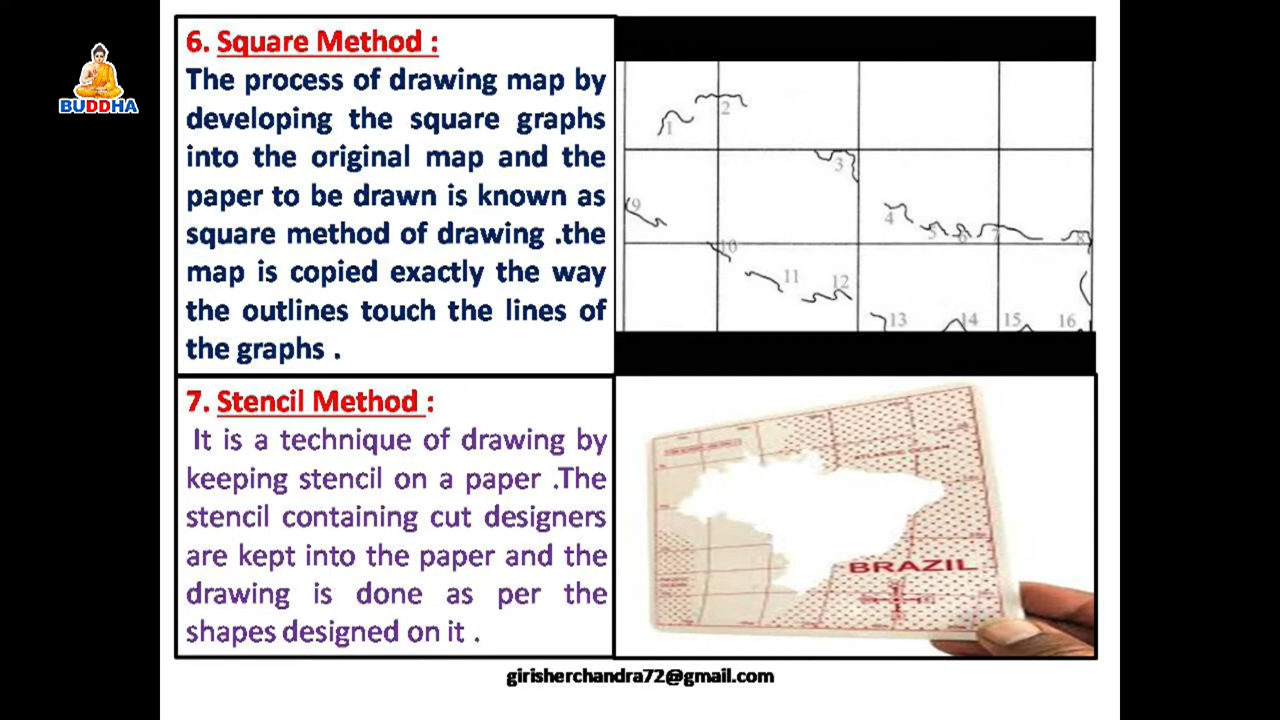 BUDDHA
6. Square Method :
The process of drawing map by
developing the square graphs
into the original map and the
paper to be drawn is known as
square method of drawing .the
map is copied exactly the way
the outlines touch the lines of
the graphs .
1
2
3
9
4
5
6
7
8
10
11
12
13
14
15
16
7. Stencil Method :
It is a technique of drawing by
keeping stencil on a paper .The
stencil containing cut designers
are kept into the paper and the
drawing is done as per the
shapes designed on it .
BRAZIL
girisherchandra72@gmail.com